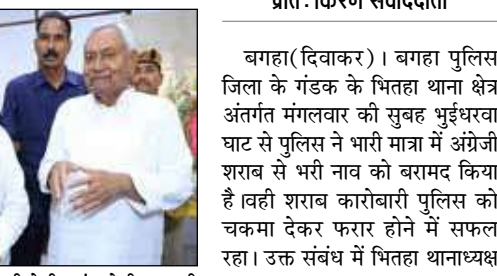 प्रात : किरण संवाददाता
बगहा(दिवाकर)। बगहा पुलिस
जिला के गंडक के भितहा थाना क्षेत्र
अंतर्गत मंगलवार की सुबह भुईधरवा
घाट से पुलिस ने भारी मात्रा में अंग्रेजी
शराब से भरी नाव को बरामद किया
है।वही शराब कारोबारी पुलिस को
चकमा देकर फरार होने में सफल
रहा। उक्त संबंध में भितहा थानाध्यक्ष